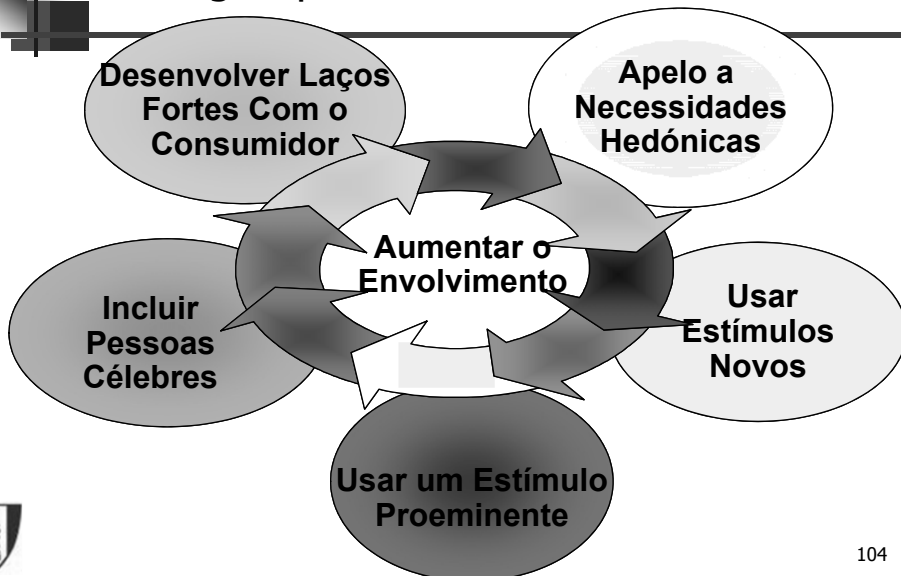 Desenvolver Laços
Fortes Com o
Consumidor
Apelo a
Necessidades
Hedónicas
Aumentar o
Envolvimento
Incluir
Pessoas
Célebres
Usar
Estímulos
Novos
Usar um Estímulo
Proeminente
104